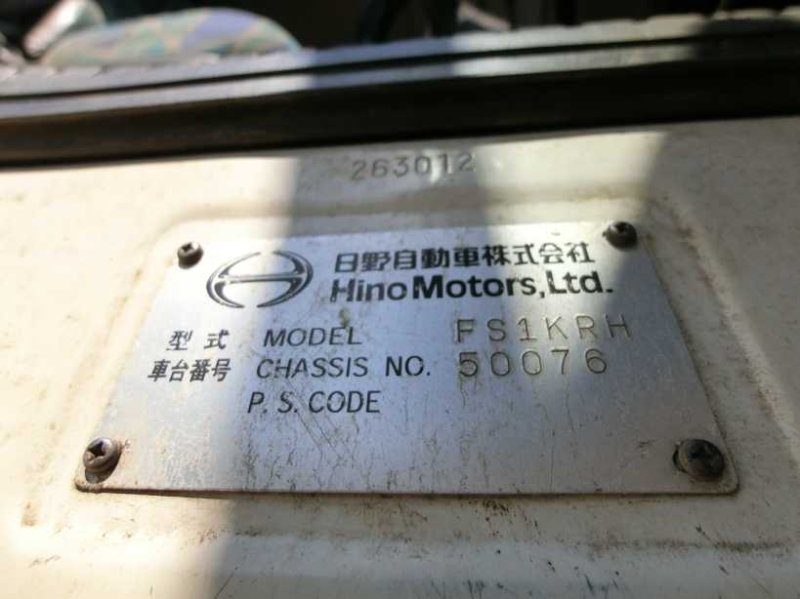 263012
日野自動車株式会社
Hino Motors, Ltd.
型式 MODEL FS1KRH
車台番号 CHASSIS NO. 50076
P. S. CODE